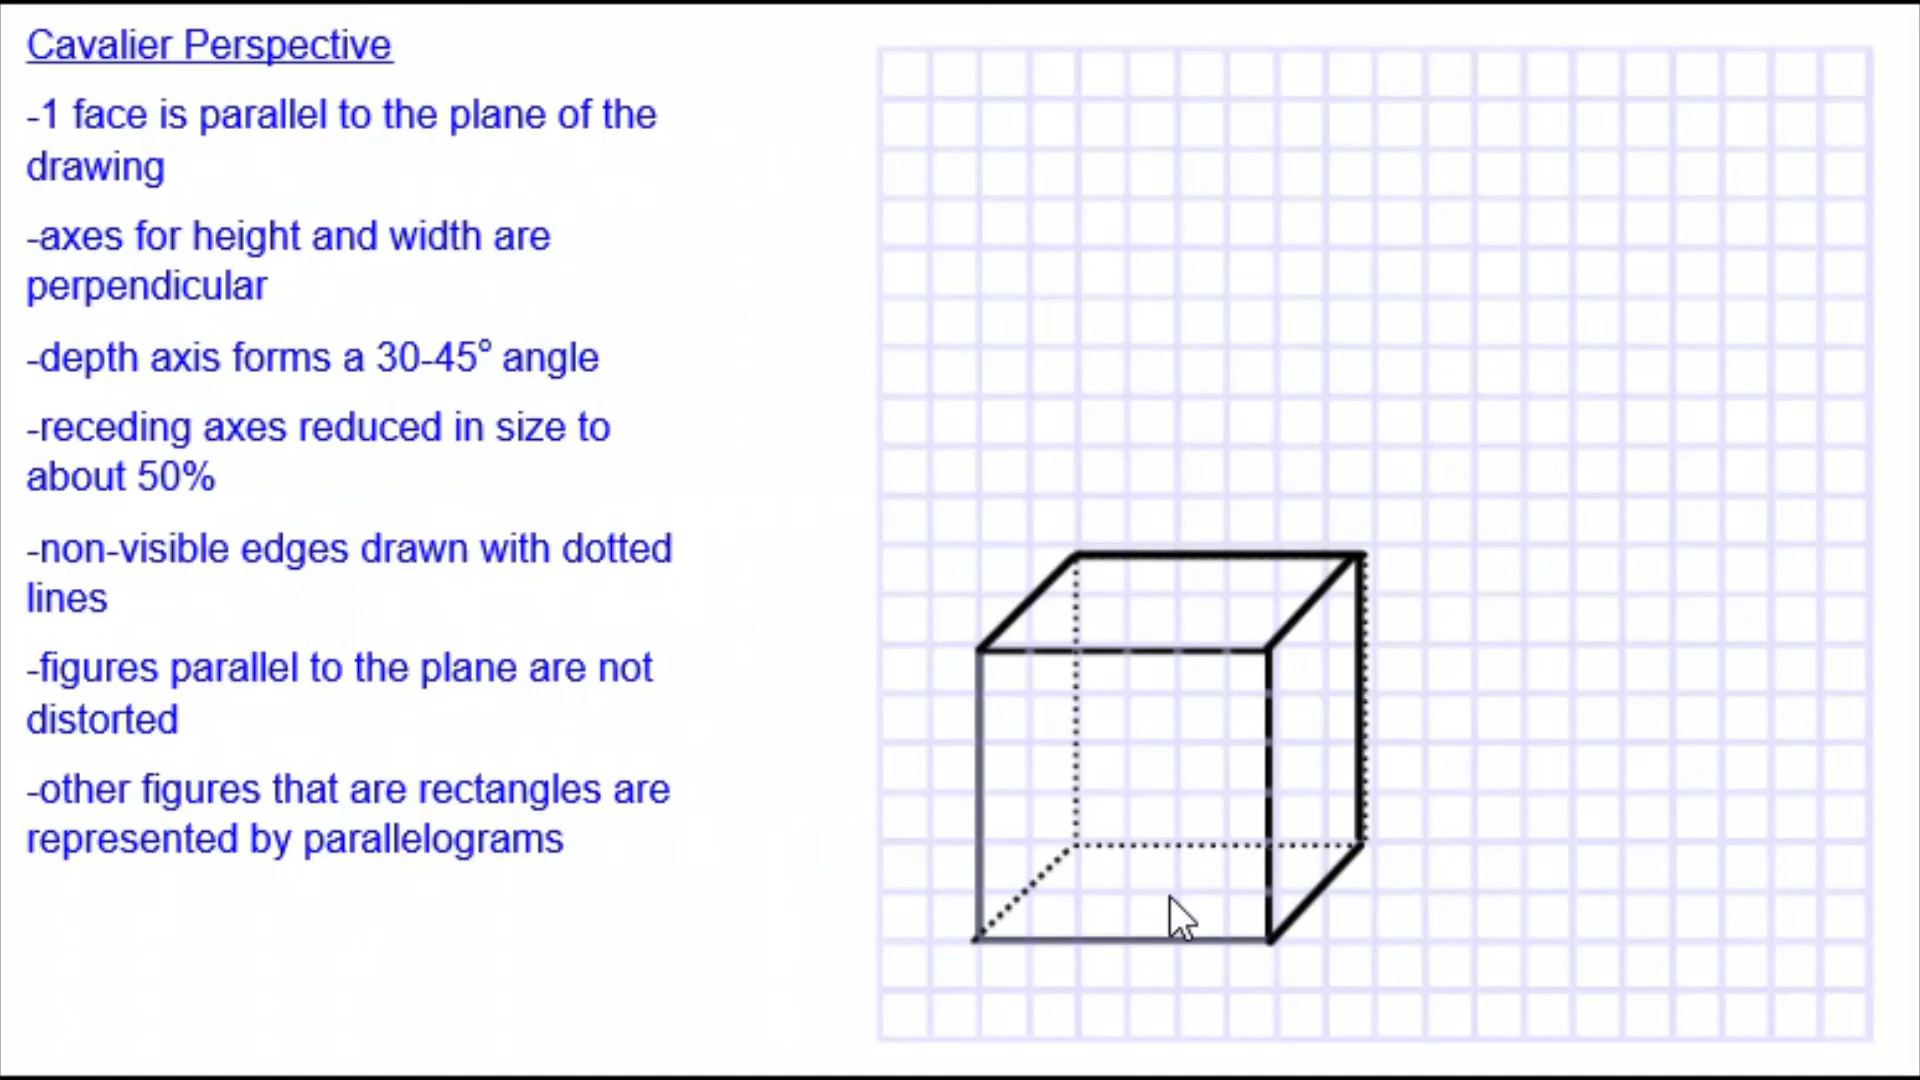 Cavalier Perspective
-1 face is parallel to the plane of the
drawing
-axes for height and width are
perpendicular
-depth axis forms a 30-45° angle
-receding axes reduced in size to
about 50%
-non-visible edges drawn with dotted
lines
-figures parallel to the plane are not
distorted
-other figures that are rectangles are
represented by parallelograms